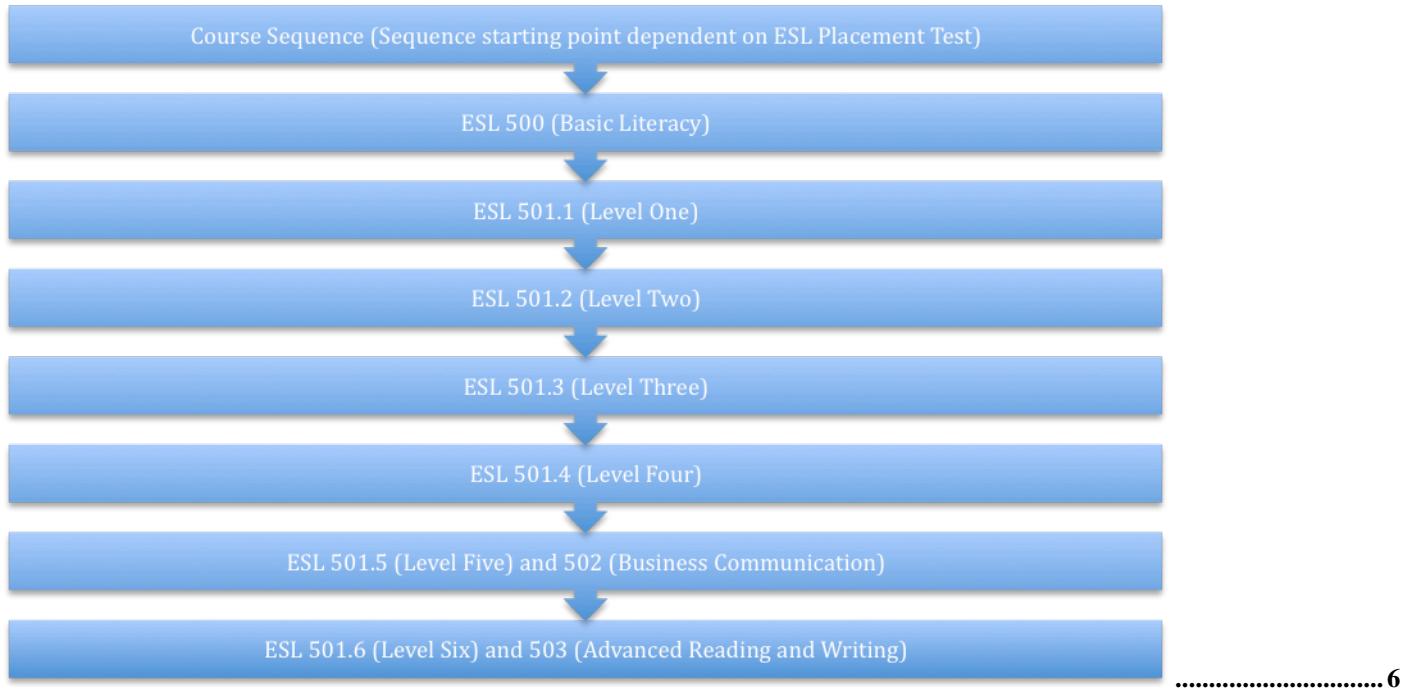 Course Sequence (Sequence starting point dependent on ESL Placement Test)
ESL 500 (Basic Literacy)
ESL 501.1 (Level One)
ESL 501.2 (Level Two)
ESL 501.3 (Level Three)
ESL 501.4 (Level Four)
ESL 501.5 (Level Five) and 502 (Business Communication)
ESL 501.6 (Level Six) and 503 (Advanced Reading and Writing)
............................... 6